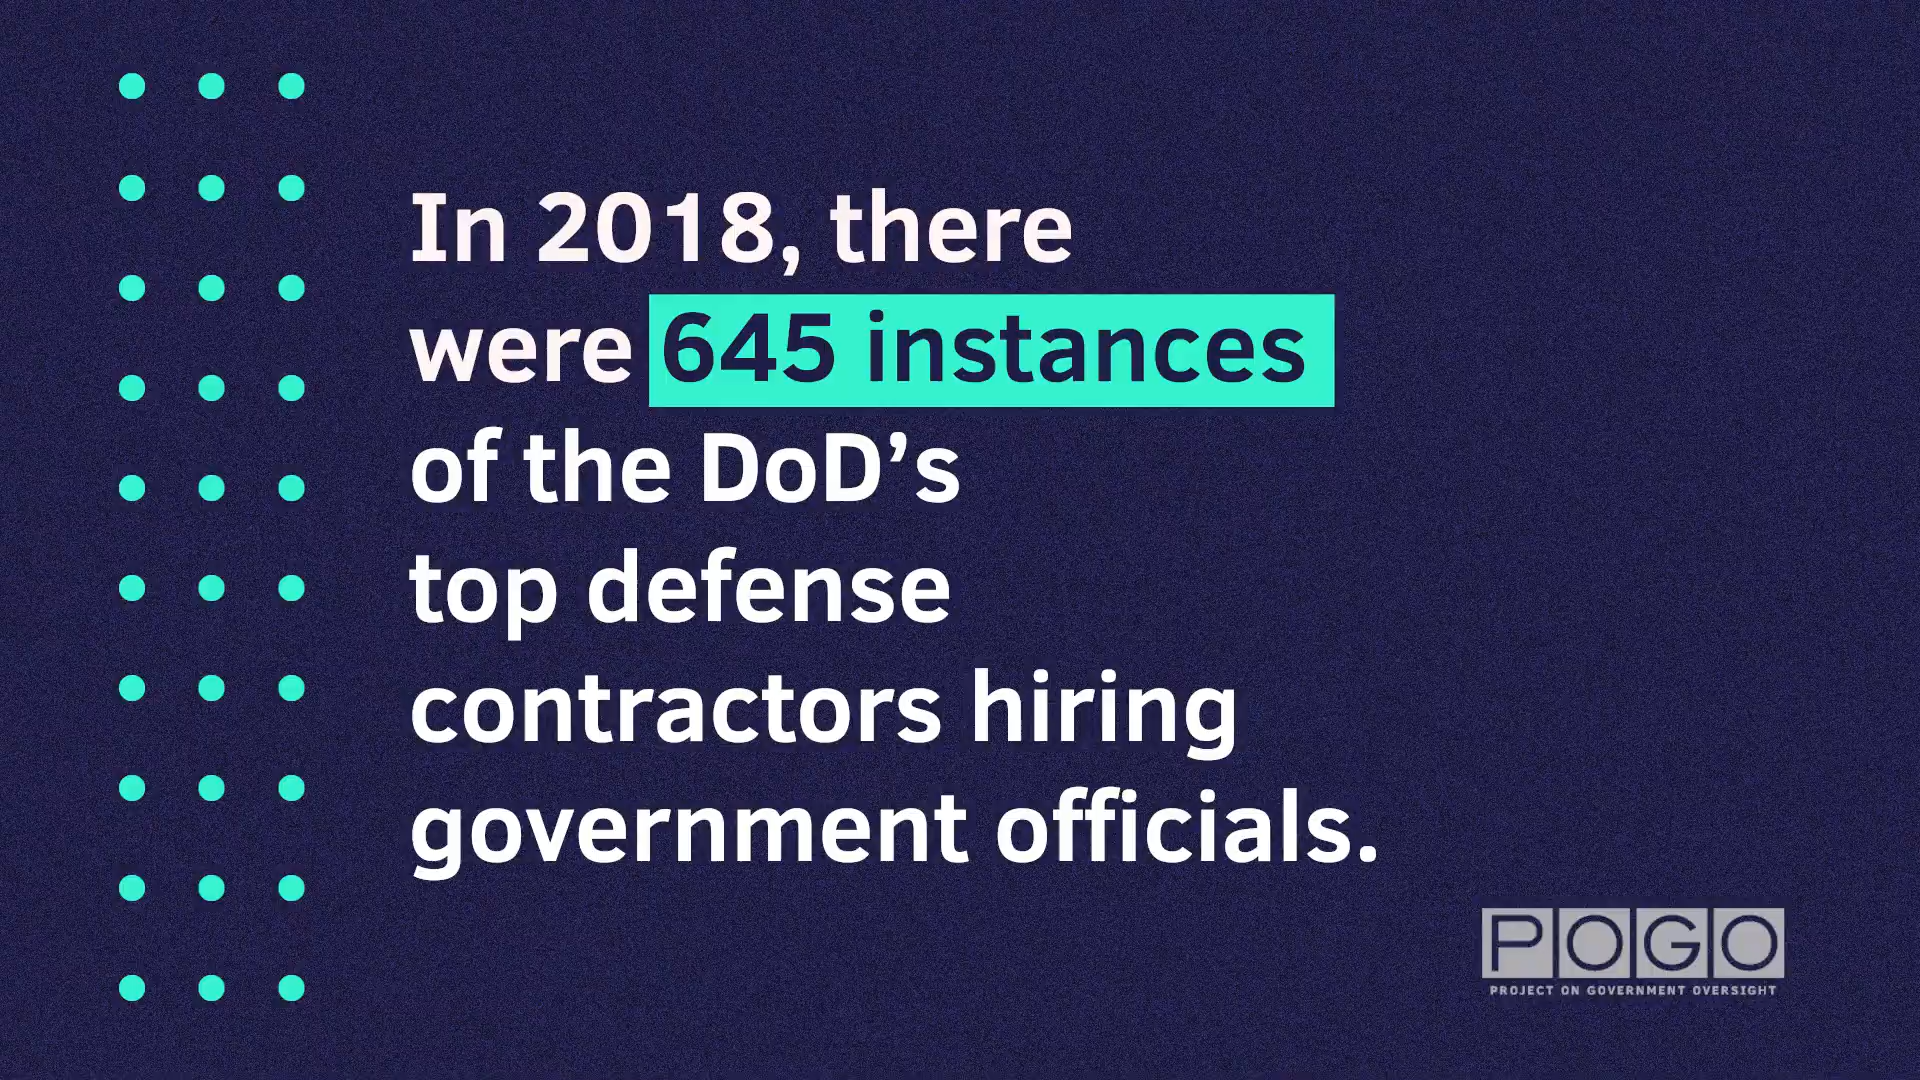 In 2018, there
were 645 instances
of the DoD’s
top defense
contractors hiring
government officials.
POGO
PROJECT ON GOVERNMENT OVERSIGHT